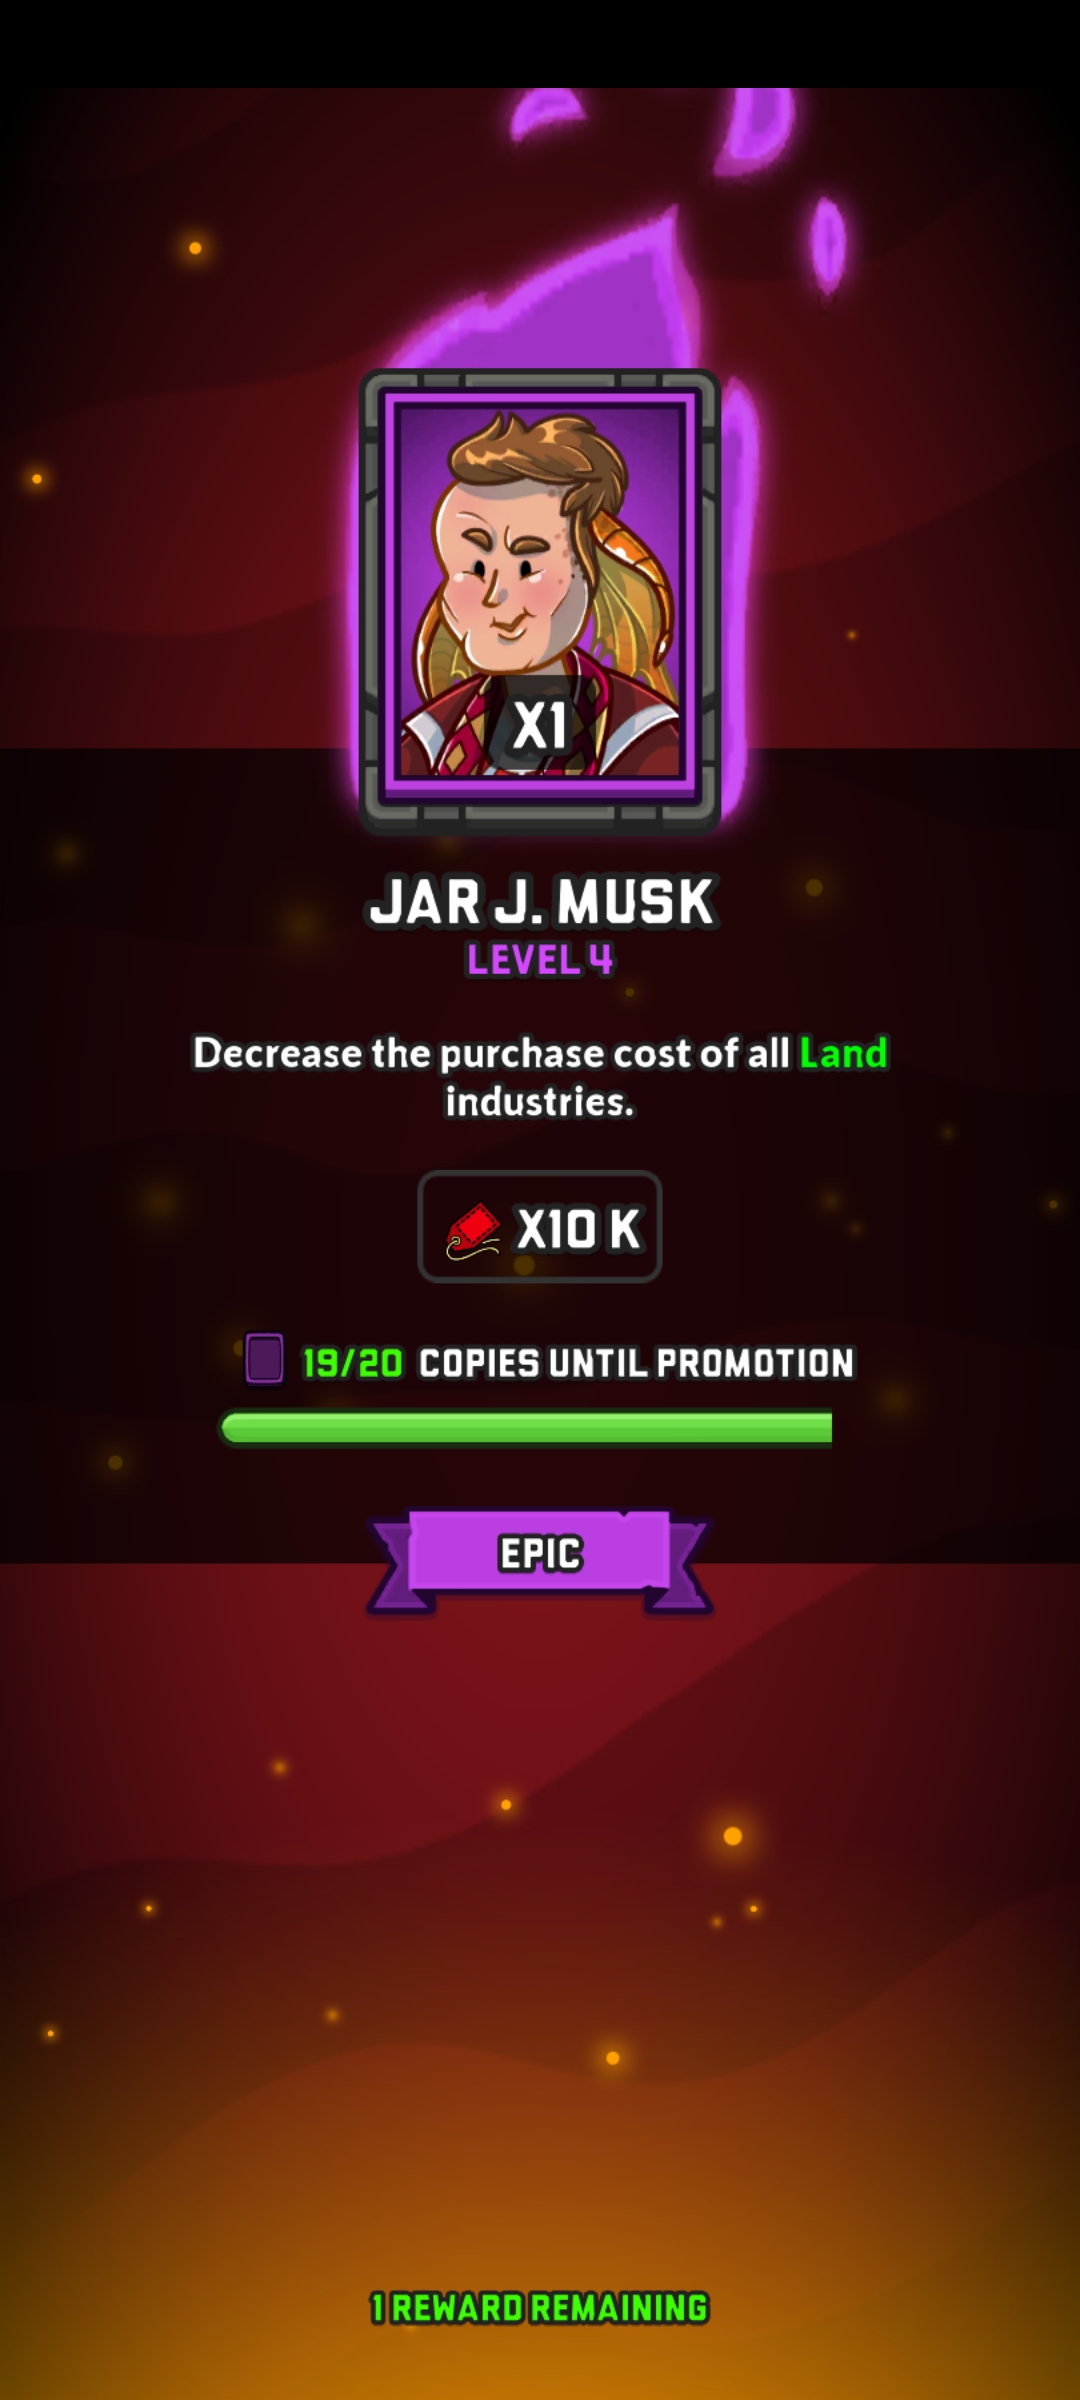 X1
JAR J. MUSK
LEVEL 4
Decrease the purchase cost of all Land
industries.
X10 K
19/20 COPIES UNTIL PROMOTION
EPIC
1 REWARD REMAINING